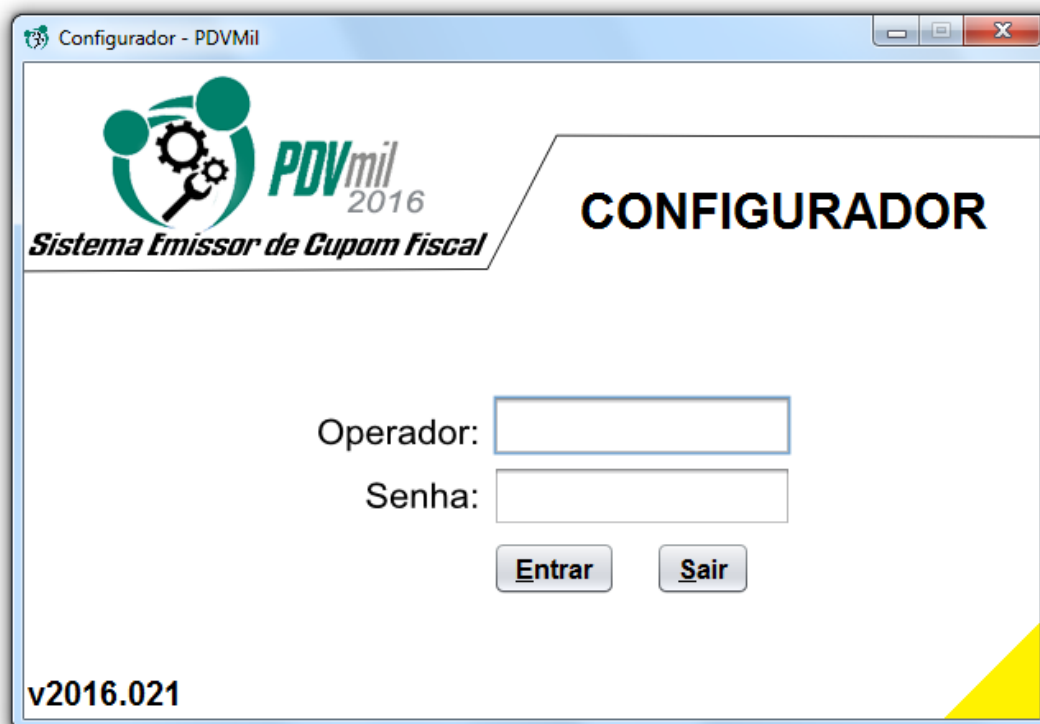 Configurador - PDVMil
PDVmil
2016
Sistema Emissor de Cupom Fiscal
CONFIGURADOR
Operador:
Senha:
Entrar
Sair
v2016.021